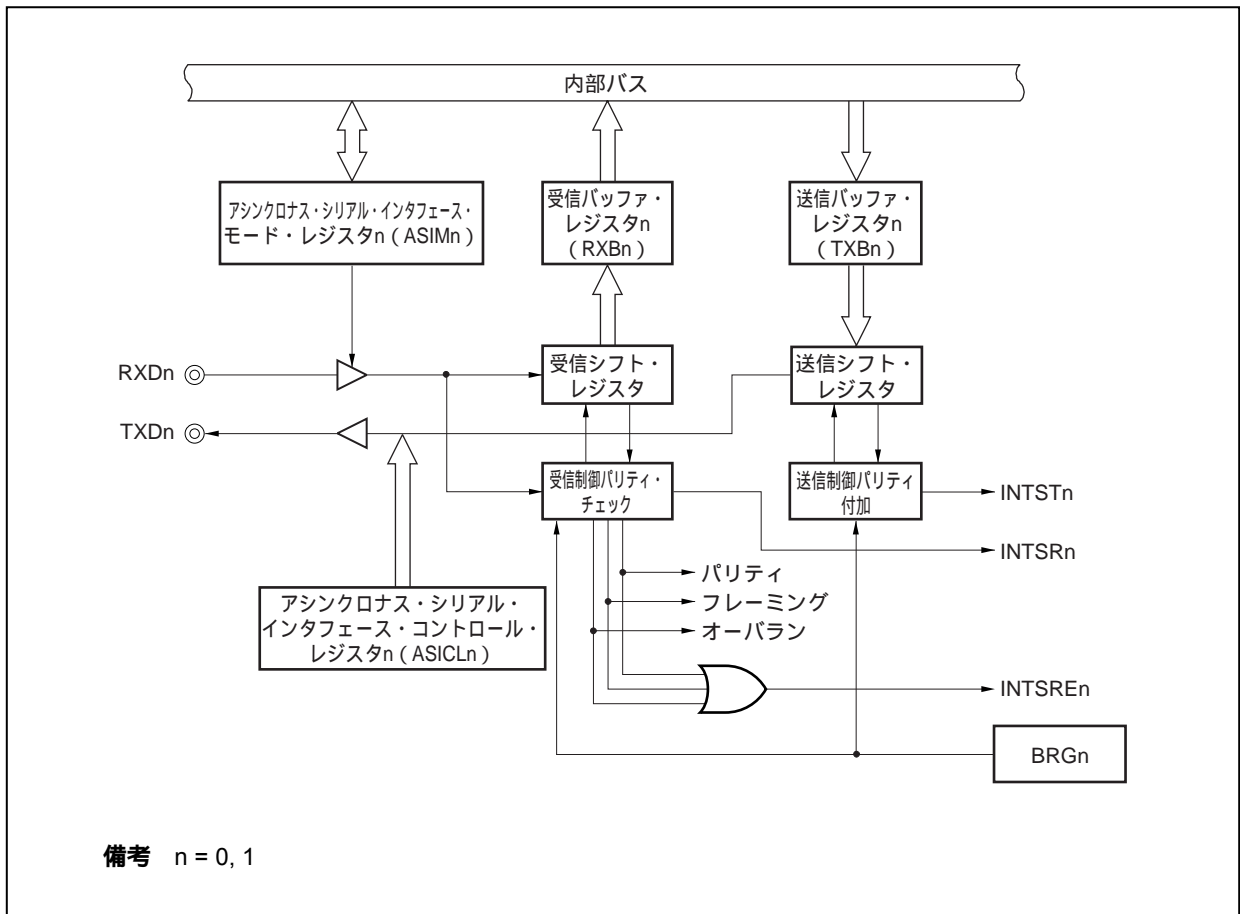 内部バス
アシンクロナス・シリアル・インタフェース・
モード・レジスタn（ASIMn）
受信バッファ・
レジスタn
（RXBn）
送信バッファ・
レジスタn
（TXBn）
RXDn
受信シフト・
レジスタ
送信シフト・
レジスタ
TXDn
受信制御パリティ・
チェック
送信制御パリティ
付加
INTSTn
INTSRn
パリティ
フレーミング
オーバラン
アシンクロナス・シリアル・
インタフェース・コントロール・
レジスタn（ASICLn）
INTSREn
BRGn
備考 n = 0, 1